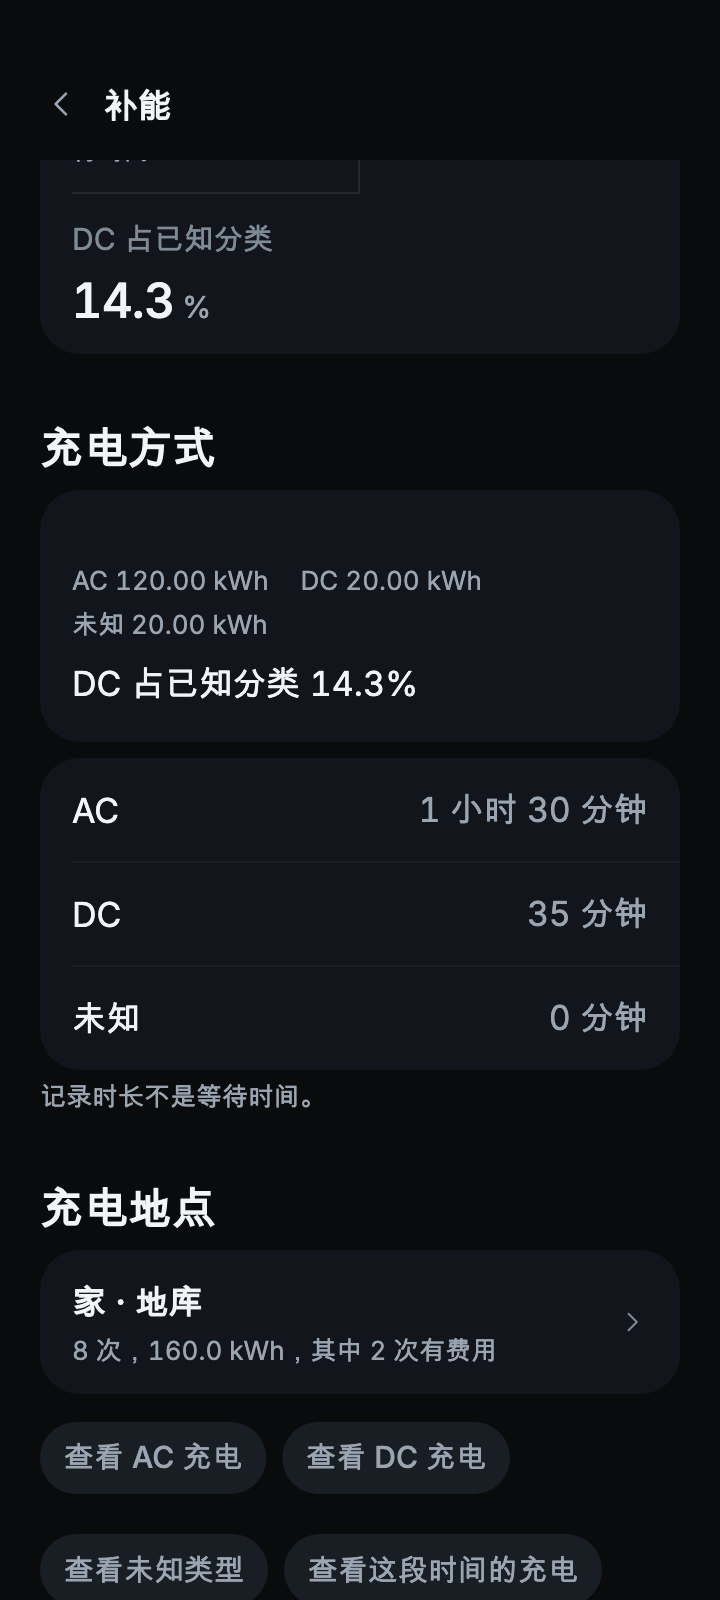 补能
DC 占已知分类
14.3 %
充电方式
AC 120.00 kWh DC 20.00 kWh
未知 20.00 kWh
DC 占已知分类 14.3%
AC 1 小时 30 分钟
DC 35 分钟
未知 0 分钟
记录时长不是等待时间。
充电地点
家 · 地库
8 次，160.0 kWh，其中 2 次有费用
查看 AC 充电 查看 DC 充电
查看未知类型 查看这段时间的充电